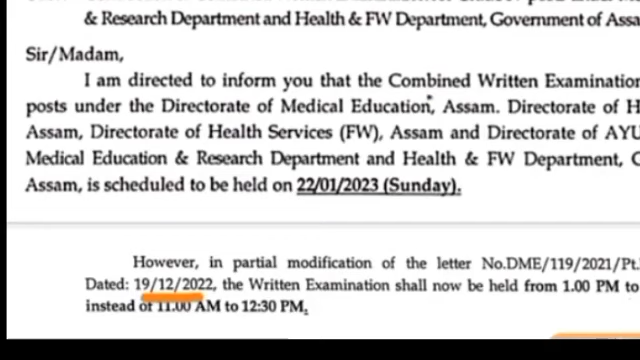 & Research Department and Health & FW Department, Government of Assa
Sir/Madam,
I am directed to inform you that the Combined Written Examination
posts under the Directorate of Medical Education, Assam. Directorate of H
Assam, Directorate of Health Services (FW), Assam and Directorate of AYU
Medical Education & Research Department and Health & FW Department,
Assam, is scheduled to be held on 22/01/2023 (Sunday).
However, in partial modification of the letter No.DME/119/2021/Pt.
Dated: 19/12/2022, the Written Examination shall now be held from 1.00 PM to
instead of 11.00 AM to 12:30 PM.